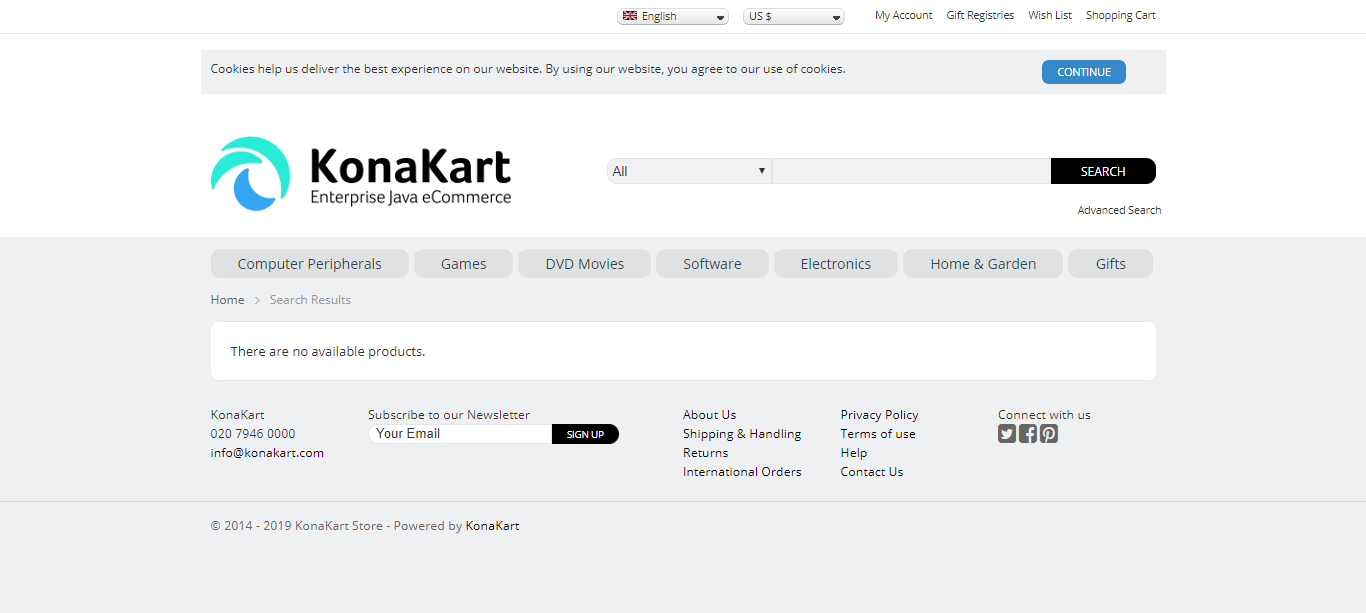 English US $ My Account Gift Registries Wish List Shopping Cart
Cookies help us deliver the best experience on our website. By using our website, you agree to our use of cookies. CONTINUE
KonaKart
Enterprise Java eCommerce
All SEARCH
Advanced Search
Computer Peripherals Games DVD Movies Software Electronics Home & Garden Gifts
Home > Search Results
There are no available products.
KonaKart Subscribe to our Newsletter About Us Privacy Policy Connect with us
020 7946 0000 Your Email SIGN UP Shipping & Handling Terms of use
info@konakart.com Returns Help
International Orders Contact Us
© 2014 - 2019 KonaKart Store - Powered by KonaKart